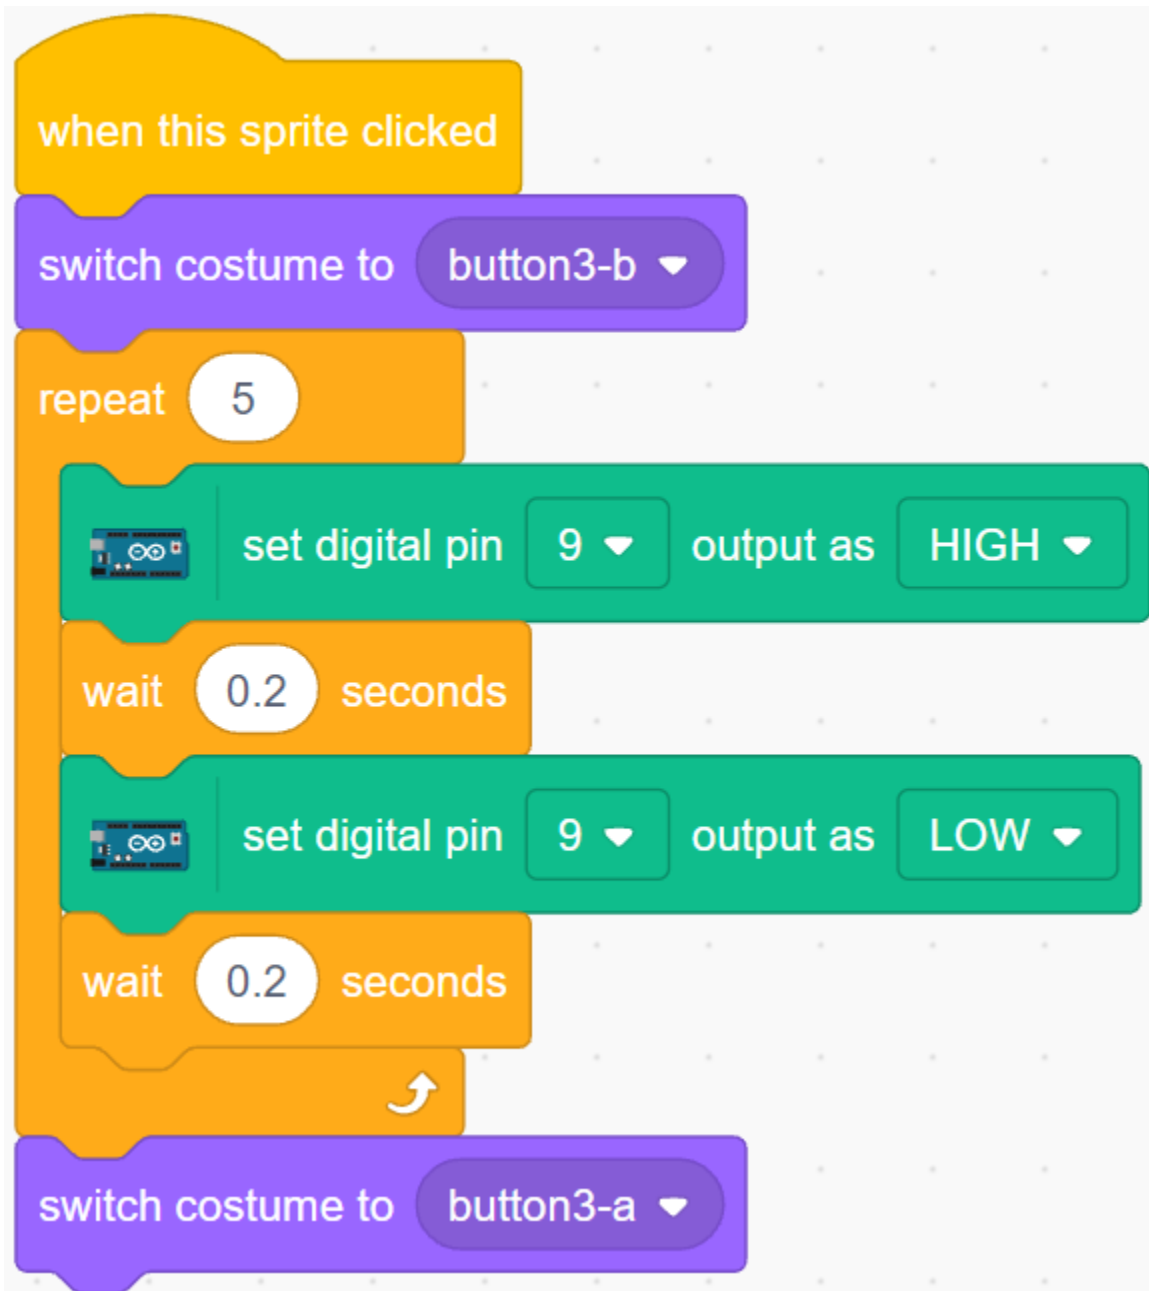 when this sprite clicked
switch costume to button3-b
repeat 5
set digital pin 9 output as HIGH
wait 0.2 seconds
set digital pin 9 output as LOW
wait 0.2 seconds
switch costume to button3-a